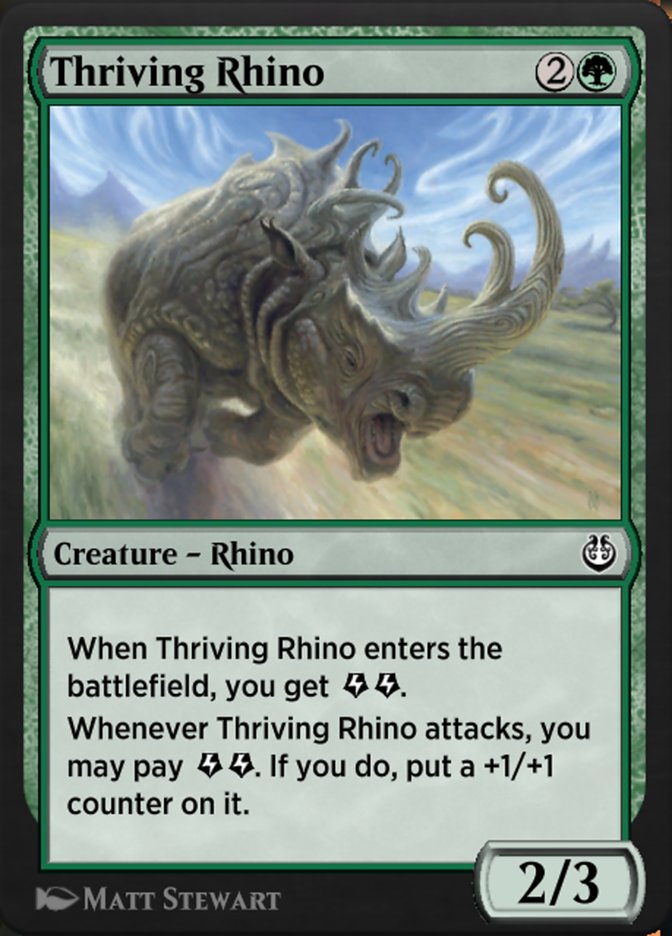 Thriving Rhino 2
Creature – Rhino
When Thriving Rhino enters the
battlefield, you get .
Whenever Thriving Rhino attacks, you
may pay . If you do, put a +1/+1
counter on it.
2/3
Matt Stewart